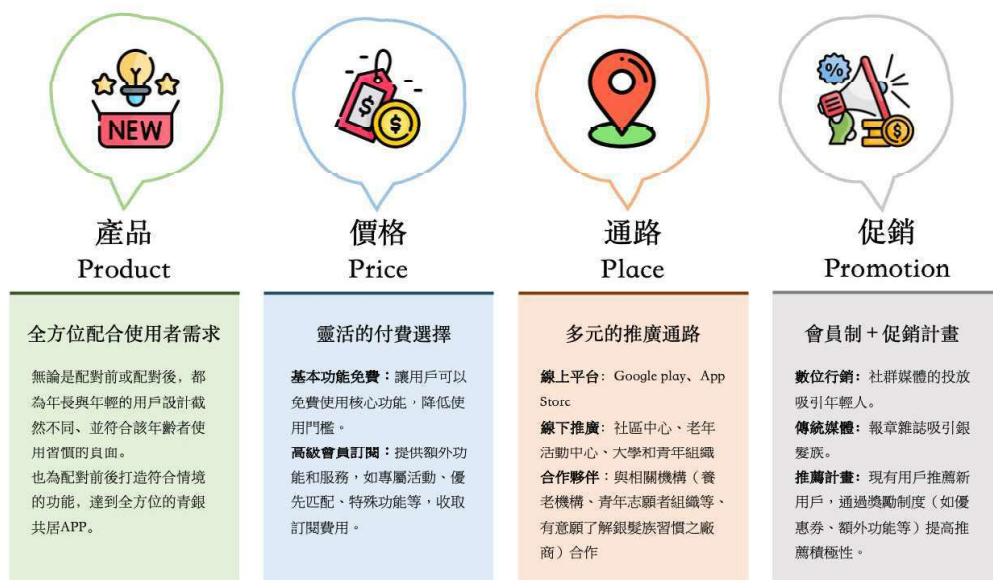 NEW
$
$
%
$
產品
Product
全方位配合使用者需求
無論是配對前或配對後，都
為年長與年輕的用戶設計截
然不同、並符合該年齡者使
用習慣的頁面。
也為配對前後打造符合情境
的功能，達到全方位的青銀
共居APP。
價格
Price
靈活的付費選擇
基本功能免費：讓用戶可以
免費使用核心功能，降低使
用門檻。
高級會員訂閱：提供額外功
能和服務，如專屬活動、優
先匹配、特殊功能等，收取
訂閱費用。
通路
Place
多元的推廣通路
線上平台：Google play、App
Store
線下推廣：社區中心、老年
活動中心、大學和青年組織
合作夥伴：與相關機構（養
老機構、青年志願者組織等、
有意願了解銀髮族習慣之廠
商）合作
促銷
Promotion
會員制＋促銷計畫
數位行銷：社群媒體的投放
吸引年輕人。
傳統媒體：報章雜誌吸引銀
髮族。
推薦計畫：現有用戶推薦新
用戶，通過獎勵制度（如優
惠券、額外功能等）提高推
薦積極性。